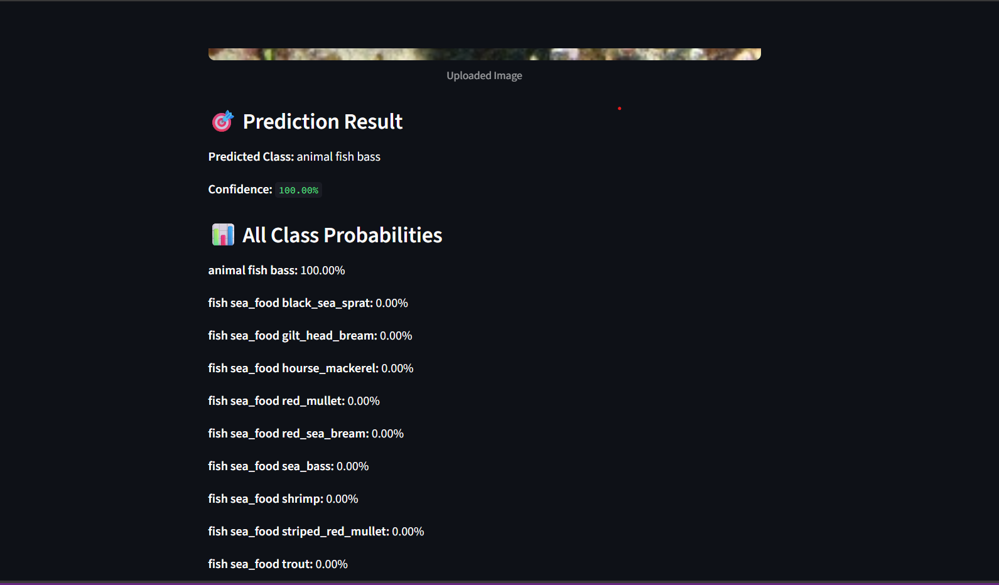 Uploaded Image
Prediction Result
Predicted Class: animal fish bass
Confidence: 100.00%
All Class Probabilities
animal fish bass: 100.00%
fish sea_food black_sea_sprat: 0.00%
fish sea_food gilt_head_bream: 0.00%
fish sea_food hourse_mackerel: 0.00%
fish sea_food red_mullet: 0.00%
fish sea_food red_sea_bream: 0.00%
fish sea_food sea_bass: 0.00%
fish sea_food shrimp: 0.00%
fish sea_food striped_red_mullet: 0.00%
fish sea_food trout: 0.00%